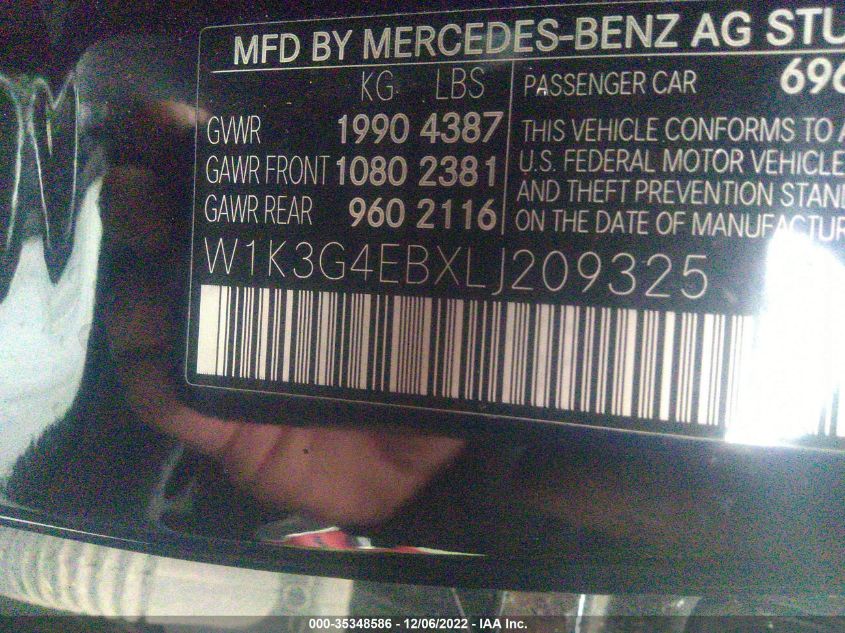 MFD BY MERCEDES-BENZ AG STU
KG LBS
GVWR 1990 4387
GAWR FRONT 1080 2381
GAWR REAR 960 2116
PASSENGER CAR 696
THIS VEHICLE CONFORMS TO A
U.S. FEDERAL MOTOR VEHICLE
AND THEFT PREVENTION STAND
ON THE DATE OF MANUFACTUR
W1K3G4EBXLJ209325
000-35348586 - 12/06/2022 - IAA Inc.